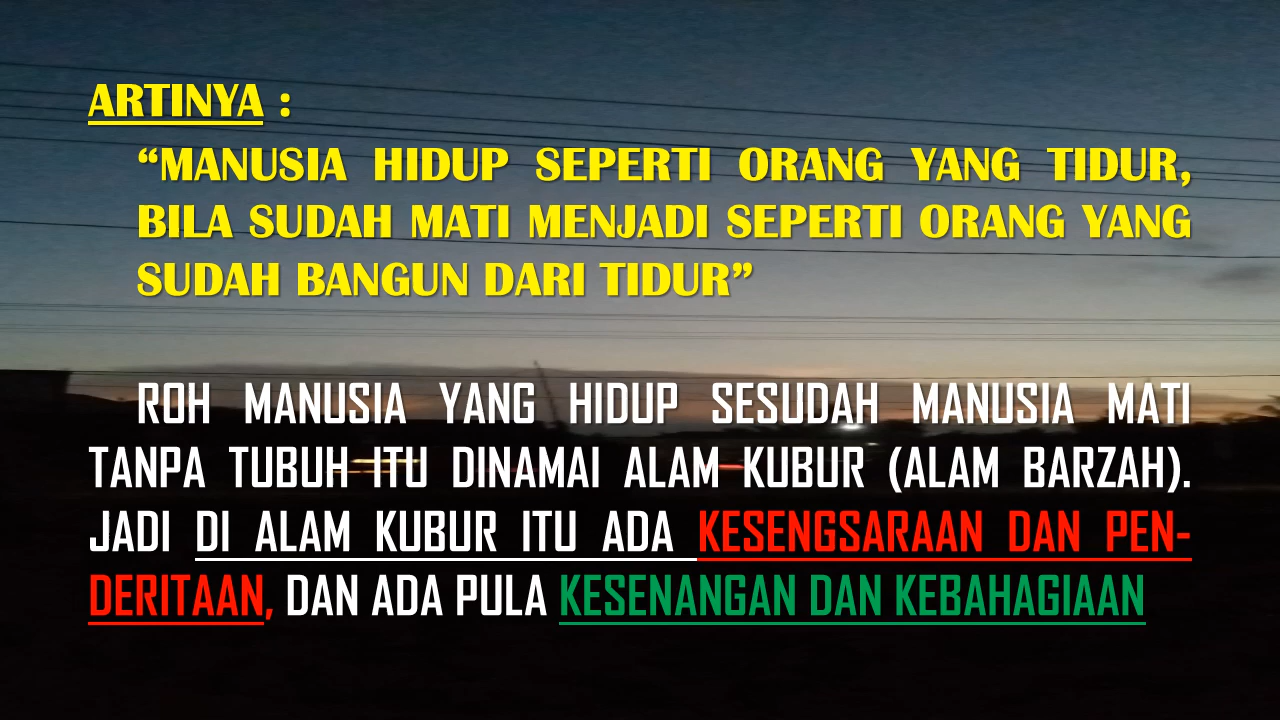 ARTINYA :
“MANUSIA HIDUP SEPERTI ORANG YANG TIDUR,
BILA SUDAH MATI MENJADI SEPERTI ORANG YANG
SUDAH BANGUN DARI TIDUR”
ROH MANUSIA YANG HIDUP SESUDAH MANUSIA MATI
TANPA TUBUH ITU DINAMAI ALAM KUBUR (ALAM BARZAH).
JADI DI ALAM KUBUR ITU ADA KESENGSARAAN DAN PEN-
DERITAAN, DAN ADA PULA KESENANGAN DAN KEBAHAGIAAN